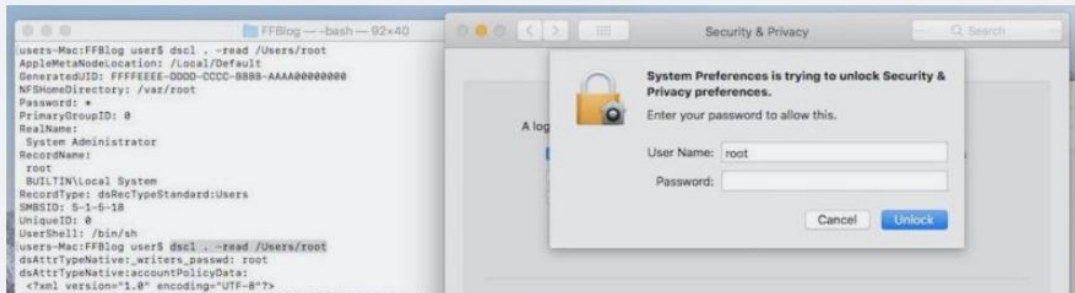 FFBlog — -bash — 92×40
users-Mac:FFBlog user$ dscl . -read /Users/root
AppleMetaNodeLocation: /Local/Default
GeneratedUID: FFFFEEEE-DDDD-CCCC-BBBB-AAAA00000000
NFSHomeDirectory: /var/root
Password: *
PrimaryGroupID: 0
RealName:
System Administrator
RecordName:
root
BUILTIN\Local System
RecordType: dsRecTypeStandard:Users
SMBSID: S-1-5-18
UniqueID: 0
UserShell: /bin/sh
users-Mac:FFBlog user$ dscl . -read /Users/root
dsAttrTypeNative:_writers_passwd: root
dsAttrTypeNative:accountPolicyData:
<?xml version="1.0" encoding="UTF-8"?>
Security & Privacy
Search
A log
System Preferences is trying to unlock Security &
Privacy preferences.
Enter your password to allow this.
User Name: root
Password:
Cancel Unlock